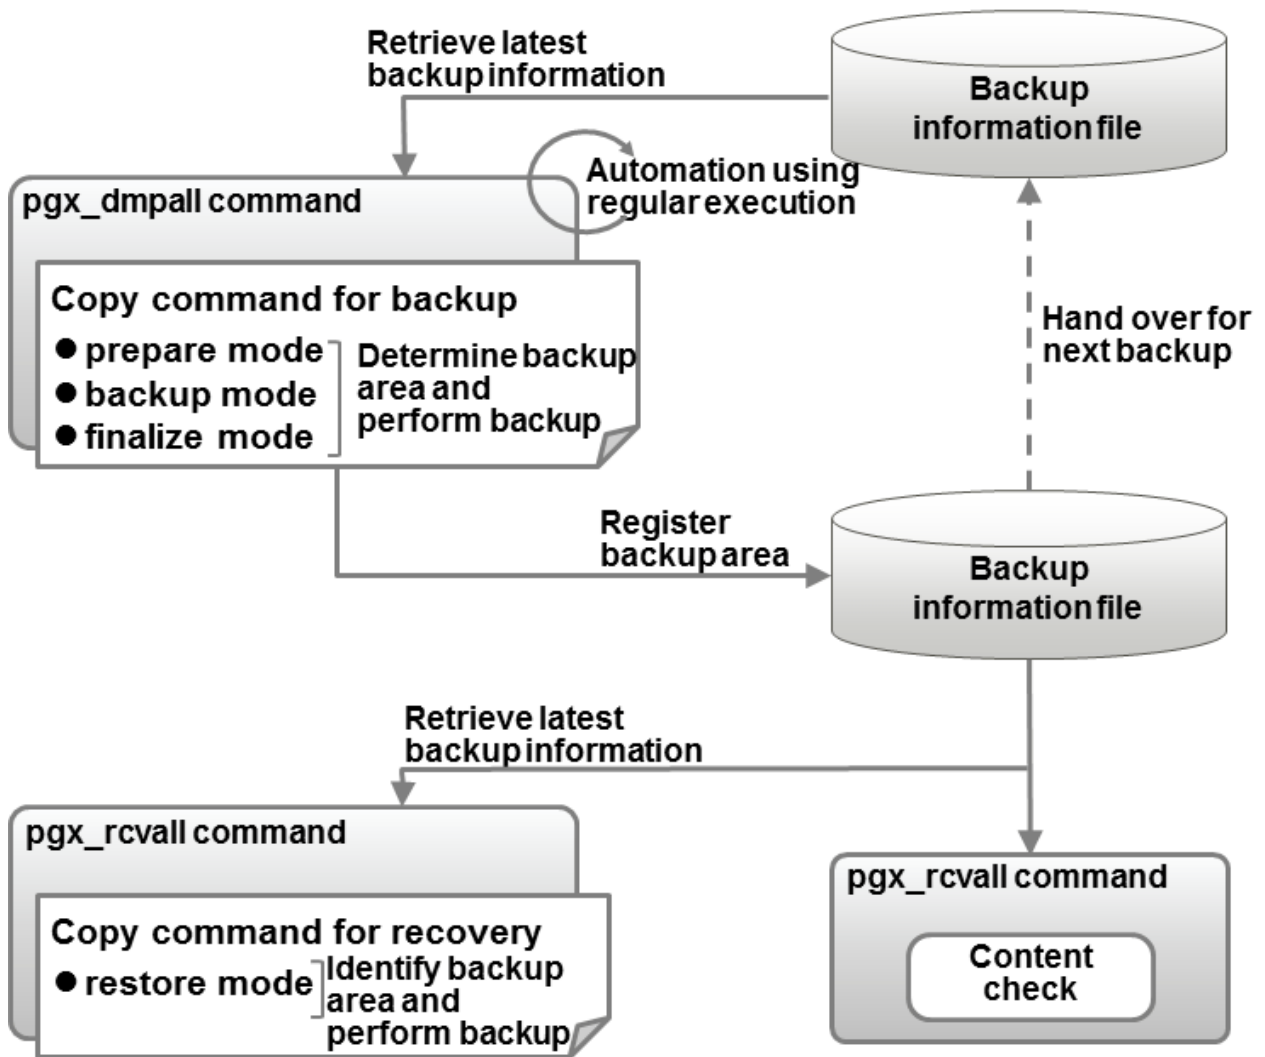 Retrieve latest
backup information
Backup
information file
Automation using
regular execution
pgx_dmpall command
Copy command for backup
● prepare mode
● backup mode
● finalize mode
Determine backup
area and
perform backup
Hand over for
next backup
Register
backup area
Backup
information file
Retrieve latest
backup information
pgx_rcvall command
Copy command for recovery
● restore mode
Identify backup
area and
perform backup
pgx_rcvall command
Content
check